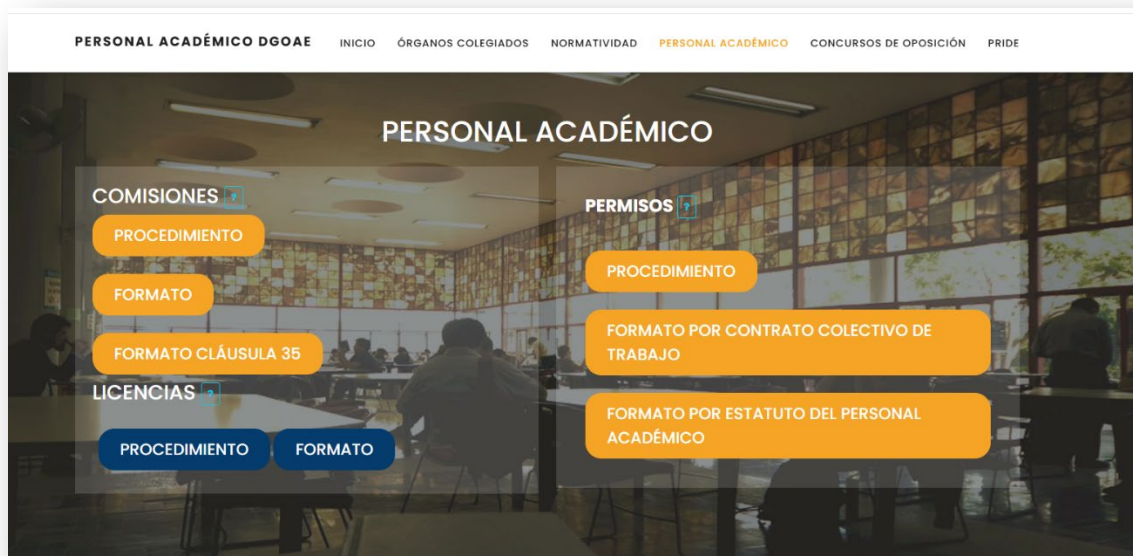 PERSONAL ACADÉMICO DGOAE INICIO ÓRGANOS COLEGIADOS NORMATIVIDAD PERSONAL ACADÉMICO CONCURSOS DE OPOSICIÓN PRIDE
PERSONAL ACADÉMICO
COMISIONES ?
PROCEDIMIENTO
FORMATO
FORMATO CLÁUSULA 35
LICENCIAS ?
PROCEDIMIENTO FORMATO
PERMISOS ?
PROCEDIMIENTO
FORMATO POR CONTRATO COLECTIVO DE
TRABAJO
FORMATO POR ESTATUTO DEL PERSONAL
ACADÉMICO